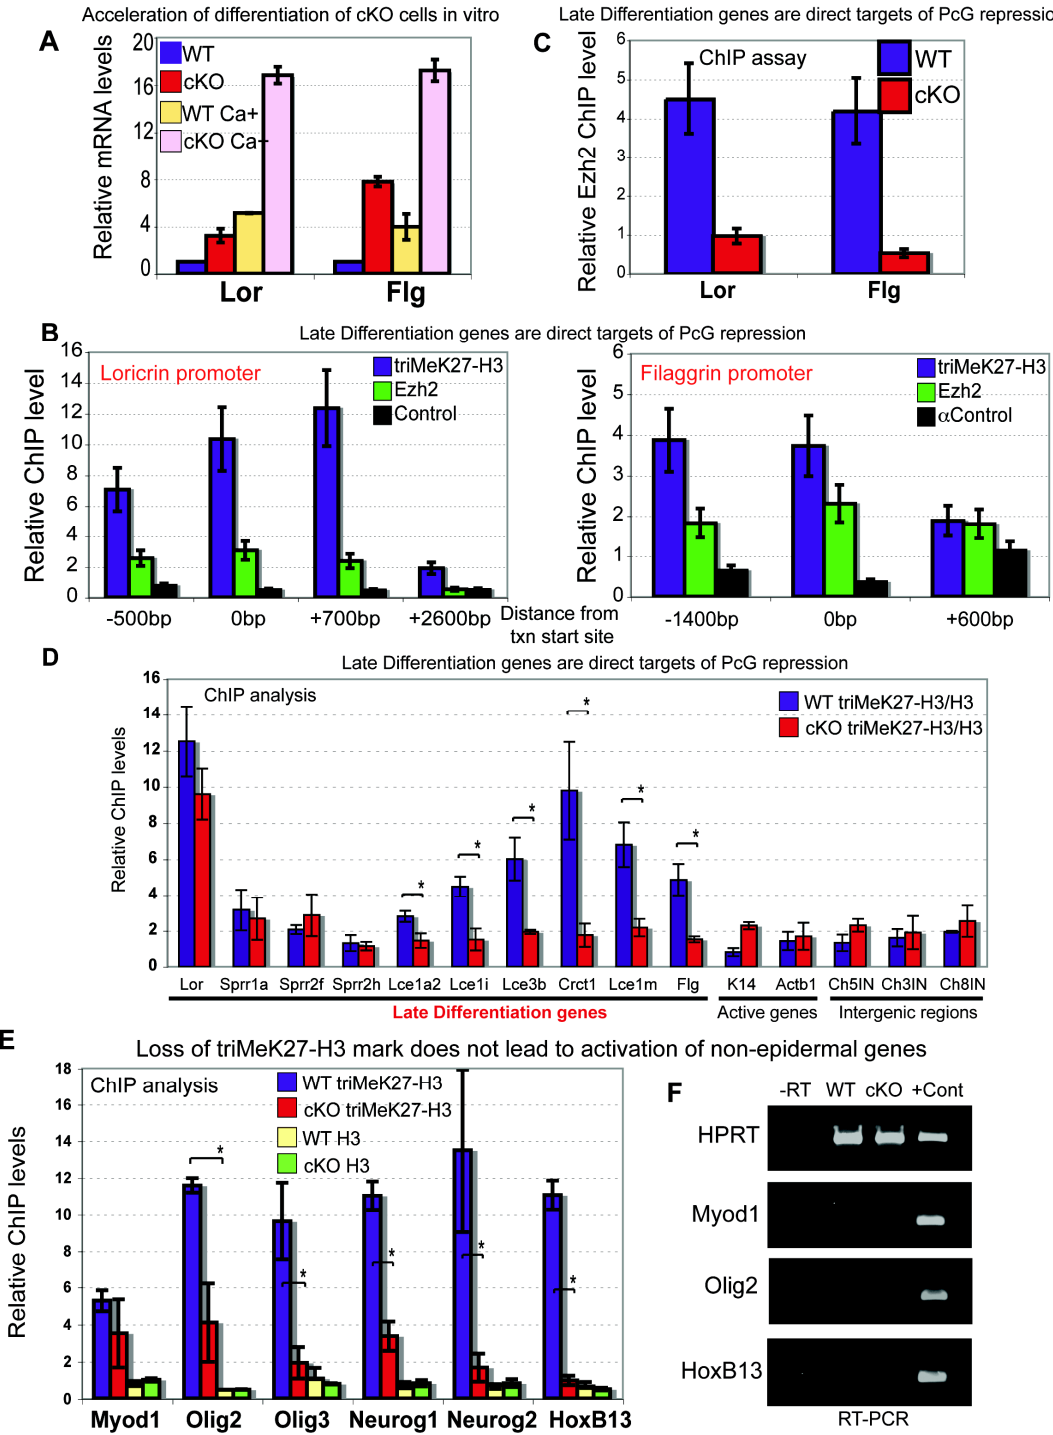 Acceleration of differentiation of cKO cells in vitro
A
Relative mRNA levels
20
16
12
8
4
0
WT
cKO
WT Ca+
cKO Ca+
Lor
Flg
Late Differentiation genes are direct targets of PcG repressio
C
Relative Ezh2 ChIP level
6
5
4
3
2
1
0
ChIP assay
WT
cKO
Lor
Flg
B
Late Differentiation genes are direct targets of PcG repression
Relative ChIP level
16
14
12
10
8
6
4
2
0
Loricrin promoter
triMeK27-H3
Ezh2
Control
-500bp
0bp
+700bp
+2600bp
Distance from
txn start site
Relative ChIP level
6
5
4
3
2
1
0
Filaggrin promoter
triMeK27-H3
Ezh2
αControl
-1400bp
0bp
+600bp
D
Late Differentiation genes are direct targets of PcG repression
Relative ChIP levels
16
14
12
10
8
6
4
2
0
ChIP analysis
WT triMeK27-H3/H3
cKO triMeK27-H3/H3
* * * * * *
Lor Sprr1a Sprr2f Sprr2h Lce1a2 Lce1i Lce3b Crct1 Lce1m Flg K14 Actb1 Ch5IN Ch3IN Ch8IN
Late Differentiation genes
Active genes
Intergenic regions
E
Loss of triMeK27-H3 mark does not lead to activation of non-epidermal genes
Relative ChIP levels
18
16
14
12
10
8
6
4
2
0
ChIP analysis
WT triMeK27-H3
cKO triMeK27-H3
WT H3
cKO H3
* * * * *
Myod1 Olig2 Olig3 Neurog1 Neurog2 HoxB13
F
-RT WT cKO +Cont
HPRT
Myod1
Olig2
HoxB13
RT-PCR